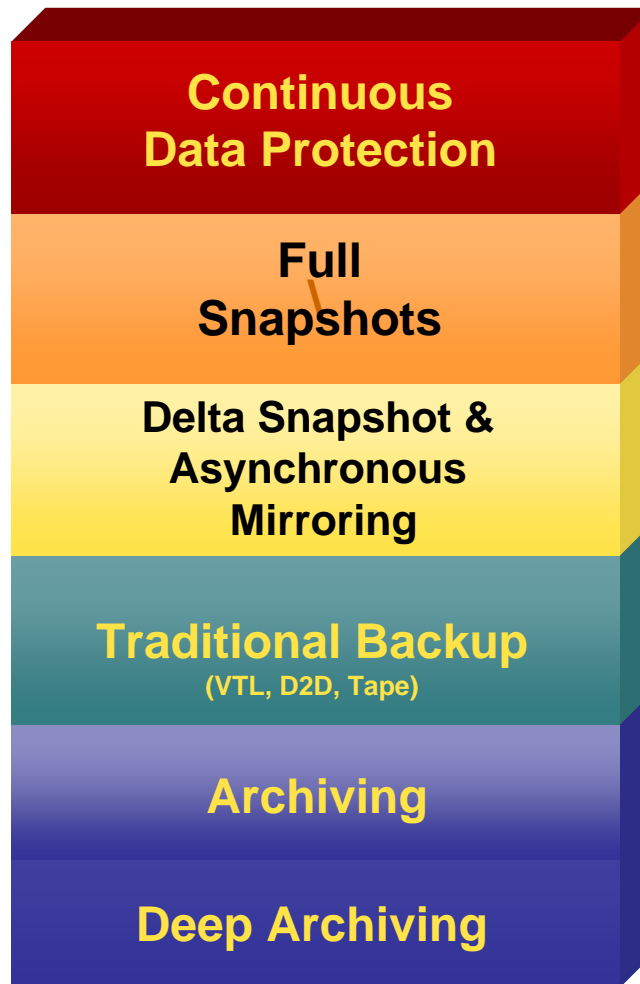 Continuous
Data Protection
Full
Snapshots
Delta Snapshot &
Asynchronous
Mirroring
Traditional Backup
(VTL, D2D, Tape)
Archiving
Deep Archiving